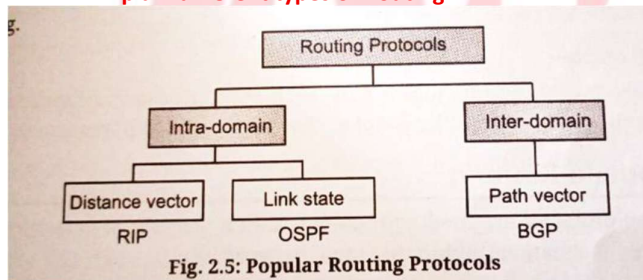 g.
Routing Protocols
Intra-domain
Inter-domain
Distance vector
Link state
Path vector
RIP
OSPF
BGP
Fig. 2.5: Popular Routing Protocols